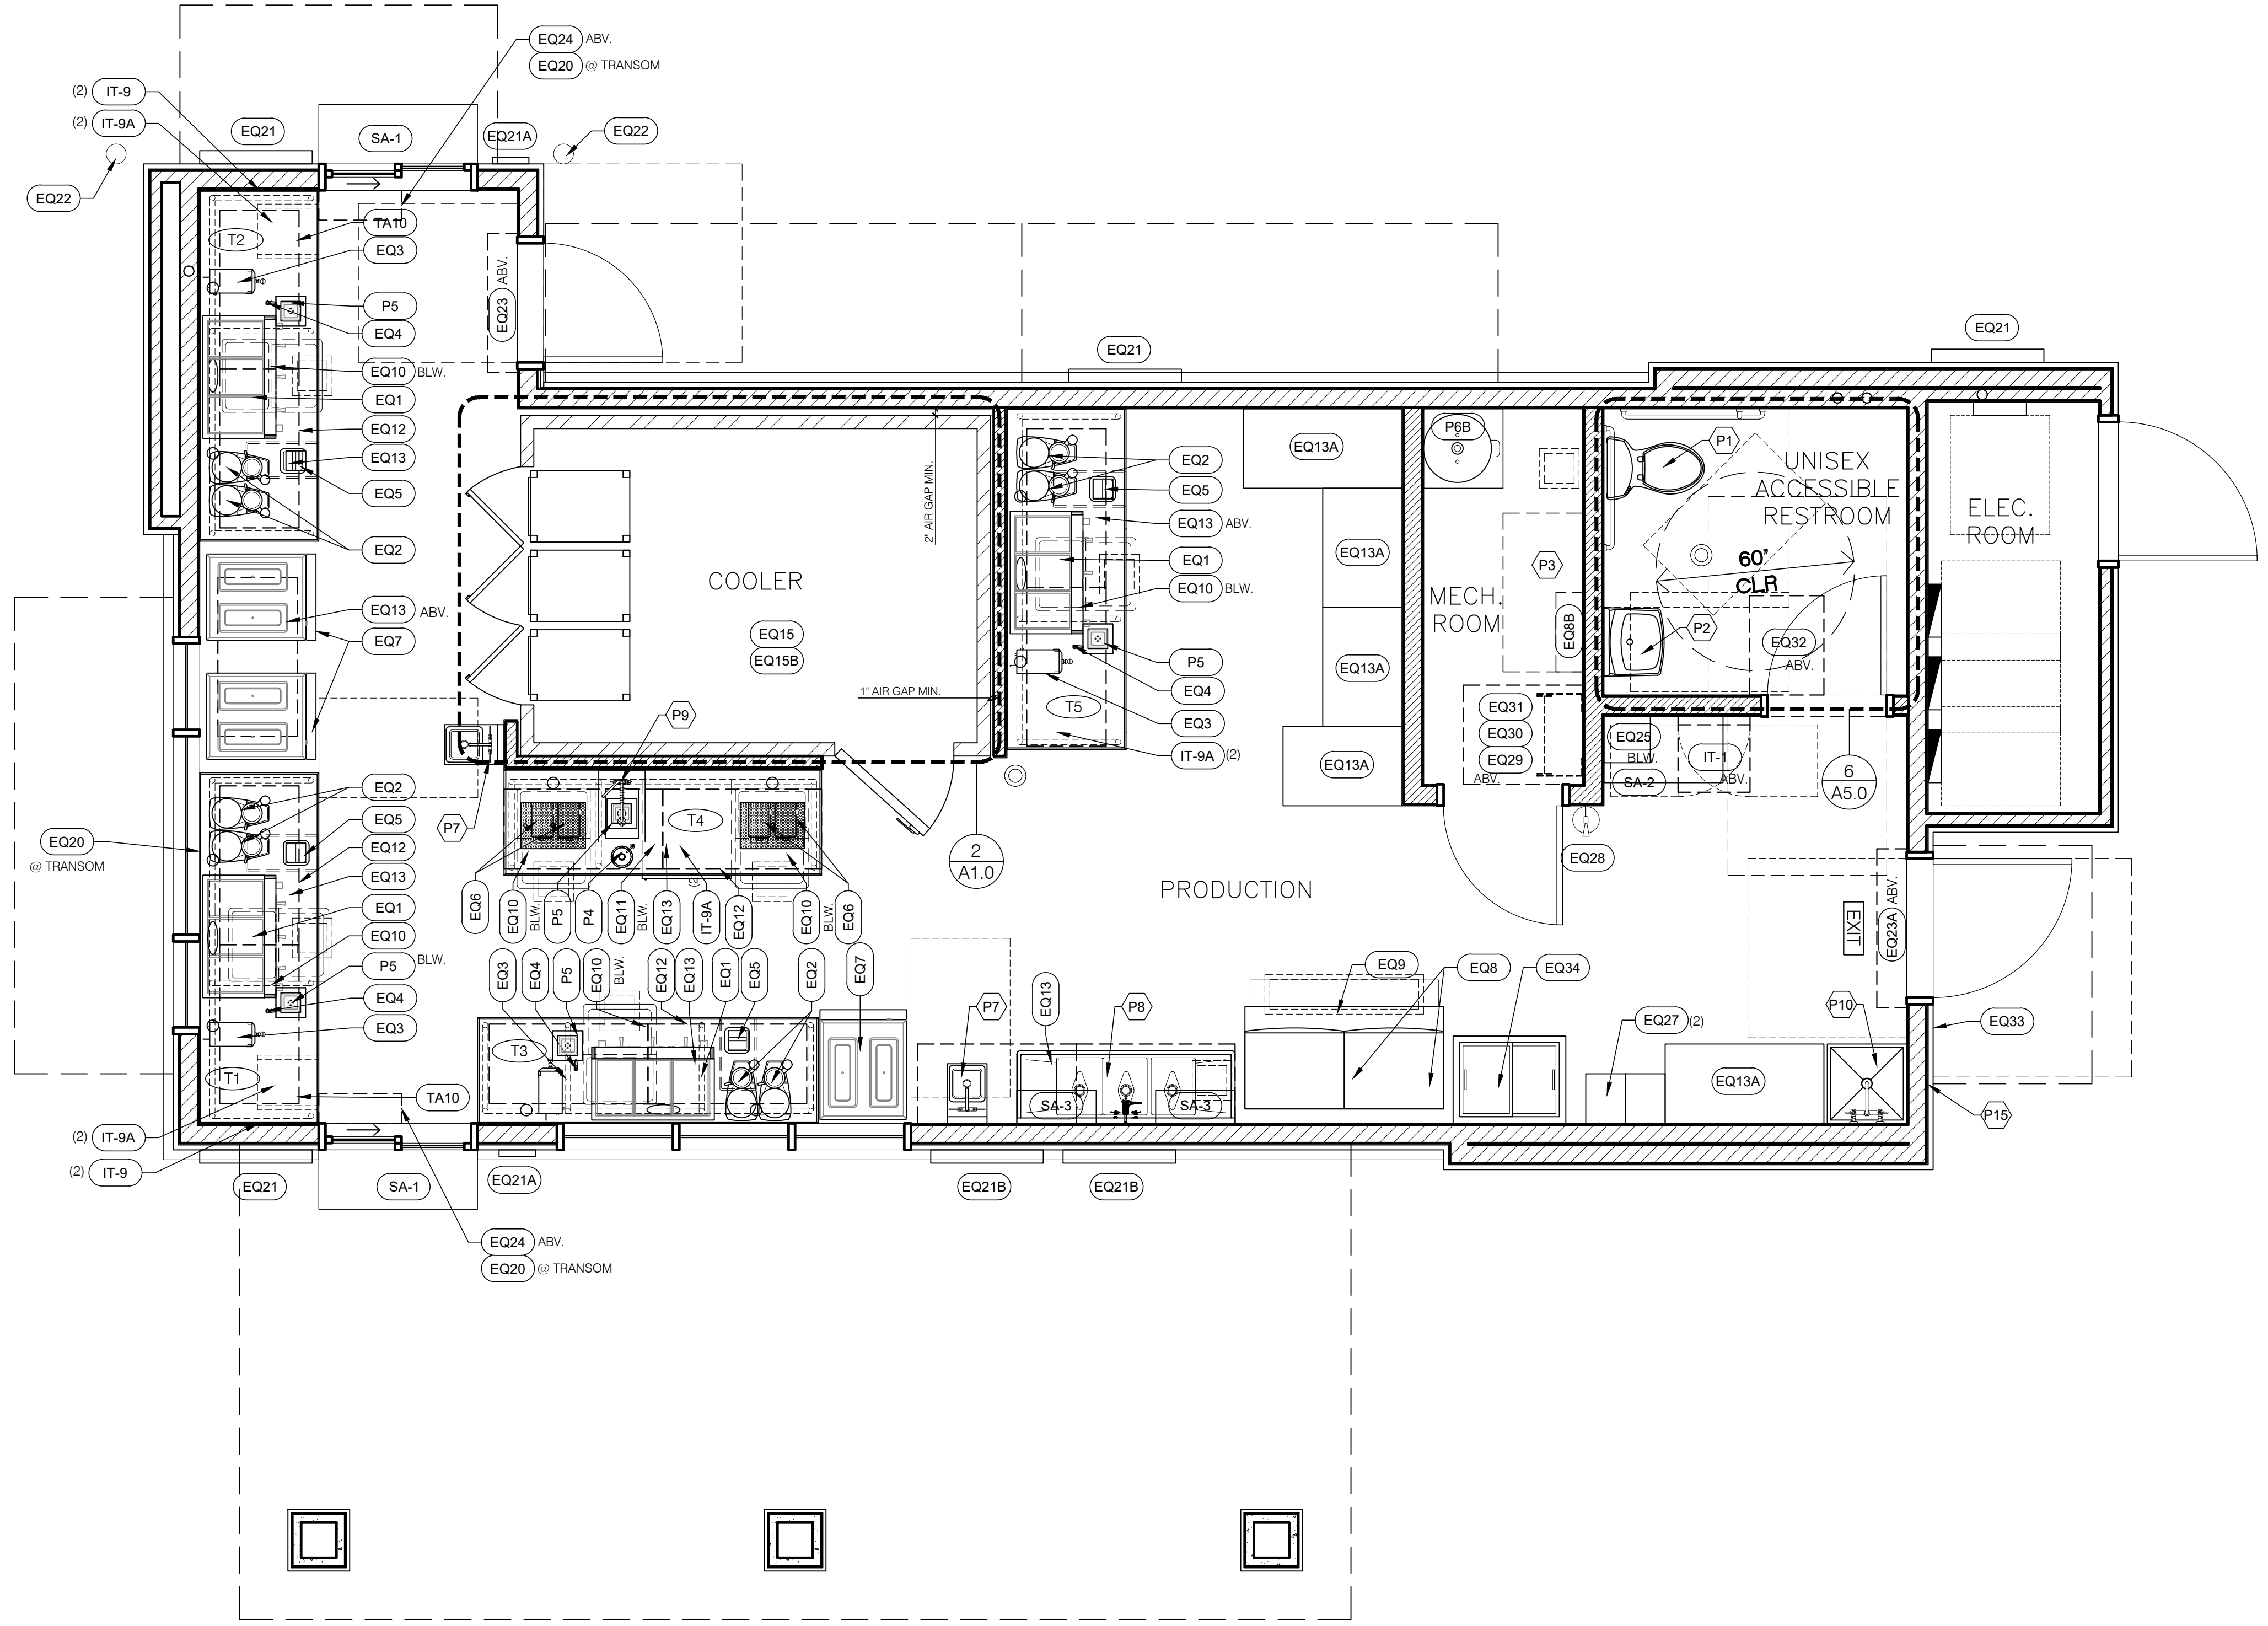 EQ24 ABV.
EQ20 @ TRANSOM
(2) IT-9
(2) IT-9A
EQ21
SA-1
EQ21A
EQ22
EQ22
T2
TA10
EQ3
P5
EQ4
EQ10 BLW.
EQ1
EQ12
EQ13
EQ5
EQ2
EQ23 ABV.
EQ21
EQ21
EQ13 ABV.
EQ7
COOLER
EQ15
EQ15B
2" AIR GAP MIN.
1" AIR GAP MIN.
EQ2
EQ5
EQ13 ABV.
EQ1
EQ10 BLW.
P5
EQ4
EQ3
T5
IT-9A (2)
EQ13A
EQ13A
EQ13A
EQ13A
P6B
P3
MECH.
ROOM
EQ8B
EQ31
EQ30
EQ29
ABV.
P1
UNISEX
ACCESSIBLE
RESTROOM
60"
CLR
P2
EQ32
ABV.
ELEC.
ROOM
EQ25
BLW.
SA-2
IT-1
ABV.
6
A5.0
EQ28
P9
P7
T4
2
A1.0
EQ6
EQ10
BLW.
P5
P4
EQ11
BLW.
EQ13
(2)
IT-9A
EQ12
EQ10
BLW.
EQ6
PRODUCTION
EQ20
@ TRANSOM
EQ2
EQ5
EQ12
EQ13
EQ1
EQ10
P5 BLW.
EQ4
EQ3
T1
TA10
(2) IT-9A
(2) IT-9
EQ21
SA-1
EQ21A
EQ24 ABV.
EQ20 @ TRANSOM
EQ3
EQ4
P5
EQ10
BLW.
EQ12
EQ13
EQ1
EQ5
EQ2
EQ7
T3
P7
EQ13
P8
SA-3
SA-3
EQ21B
EQ21B
EQ9
EQ8
EQ34
EQ27 (2)
EQ13A
P10
EXIT
EQ23A ABV.
EQ33
P15